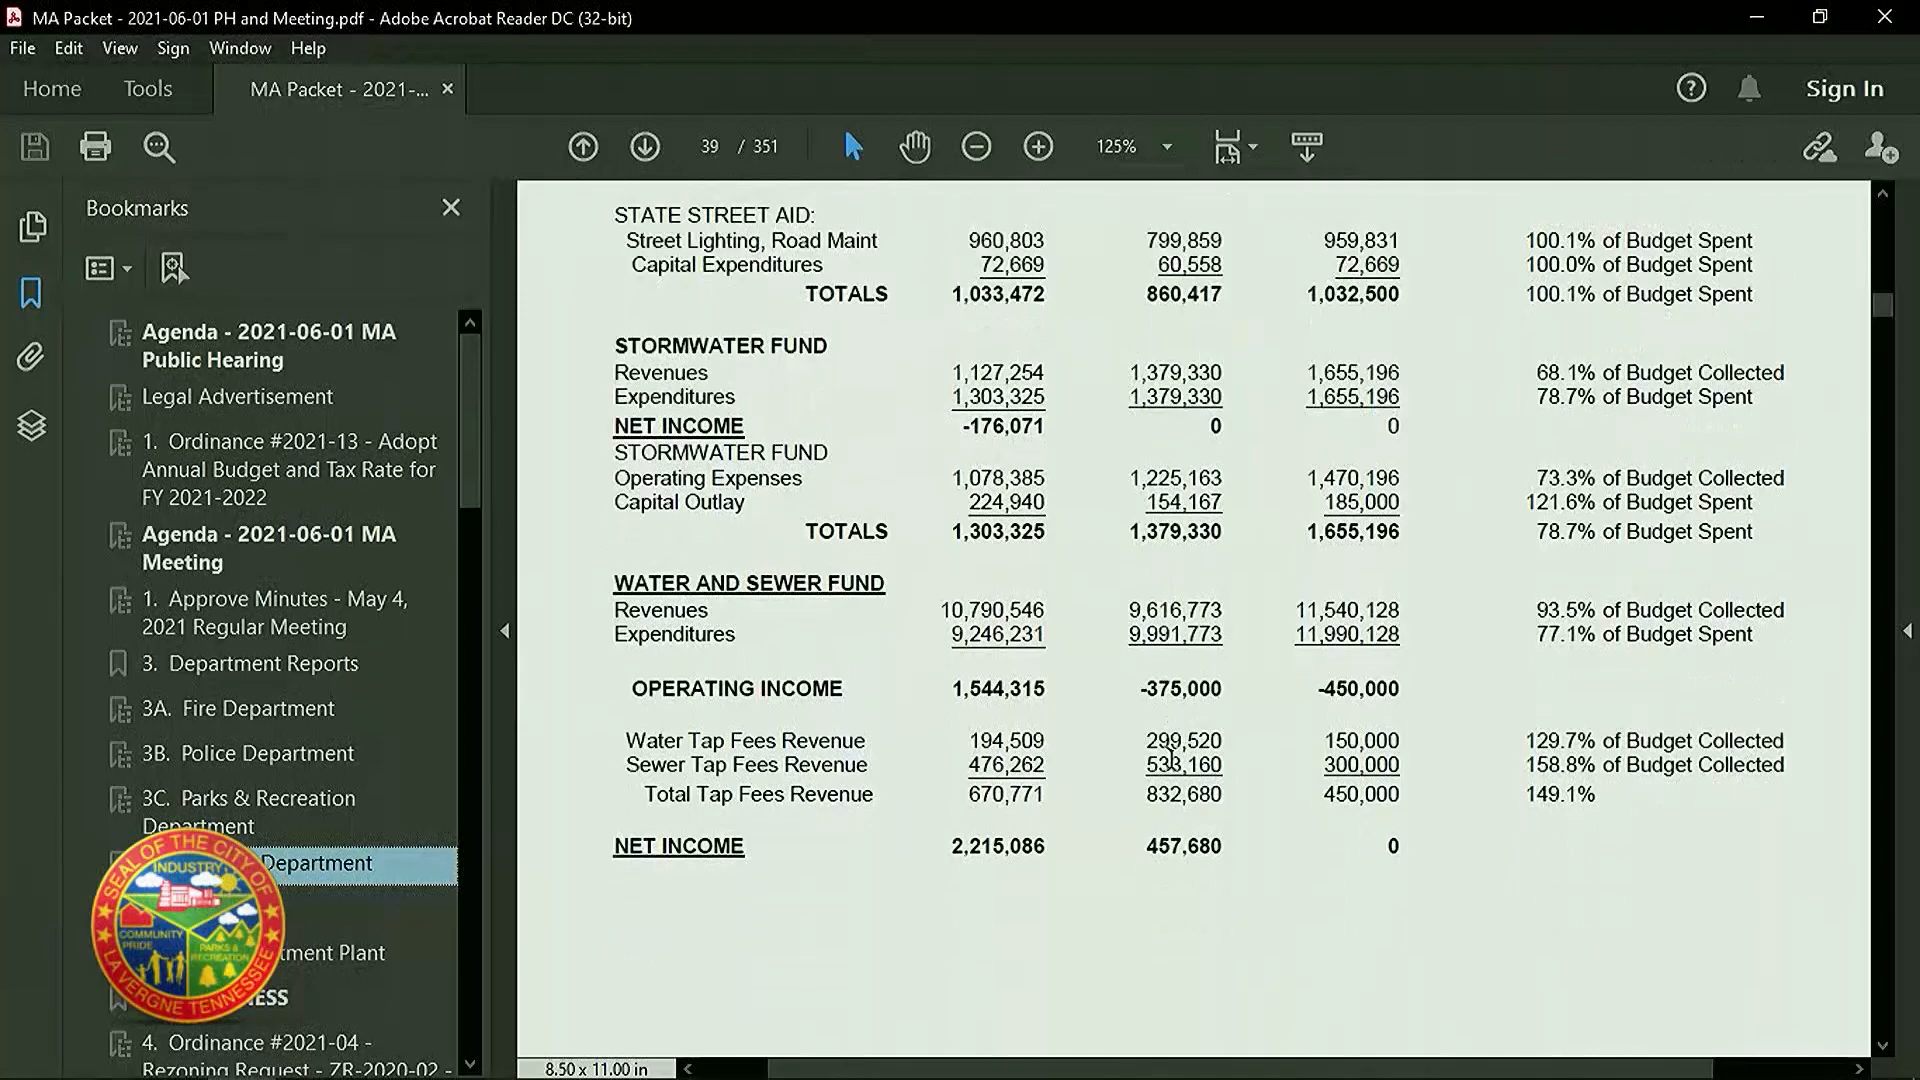 MA Packet - 2021-06-01 PH and Meeting.pdf - Adobe Acrobat Reader DC (32-bit)
File Edit View Sign Window Help
Home Tools MA Packet - 2021-... Sign In
39 / 351 125%
Bookmarks
Agenda - 2021-06-01 MA
Public Hearing
Legal Advertisement
1. Ordinance #2021-13 - Adopt
Annual Budget and Tax Rate for
FY 2021-2022
Agenda - 2021-06-01 MA
Meeting
1. Approve Minutes - May 4,
2021 Regular Meeting
3. Department Reports
3A. Fire Department
3B. Police Department
3C. Parks & Recreation
Department
Department
tment Plant
ESS
4. Ordinance #2021-04 -
Rezoning Request - ZR-2020-02 -
SEAL OF THE CITY OF
LA VERGNE TENNESSEE
INDUSTRY
COMMUNITY
PRIDE
PARKS &
RECREATION
STATE STREET AID:
Street Lighting, Road Maint 960,803 799,859 959,831 100.1% of Budget Spent
Capital Expenditures 72,669 60,558 72,669 100.0% of Budget Spent
TOTALS 1,033,472 860,417 1,032,500 100.1% of Budget Spent
STORMWATER FUND
Revenues 1,127,254 1,379,330 1,655,196 68.1% of Budget Collected
Expenditures 1,303,325 1,379,330 1,655,196 78.7% of Budget Spent
NET INCOME -176,071 0 0
STORMWATER FUND
Operating Expenses 1,078,385 1,225,163 1,470,196 73.3% of Budget Collected
Capital Outlay 224,940 154,167 185,000 121.6% of Budget Spent
TOTALS 1,303,325 1,379,330 1,655,196 78.7% of Budget Spent
WATER AND SEWER FUND
Revenues 10,790,546 9,616,773 11,540,128 93.5% of Budget Collected
Expenditures 9,246,231 9,991,773 11,990,128 77.1% of Budget Spent
OPERATING INCOME 1,544,315 -375,000 -450,000
Water Tap Fees Revenue 194,509 299,520 150,000 129.7% of Budget Collected
Sewer Tap Fees Revenue 476,262 533,160 300,000 158.8% of Budget Collected
Total Tap Fees Revenue 670,771 832,680 450,000 149.1%
NET INCOME 2,215,086 457,680 0
8.50 x 11.00 in